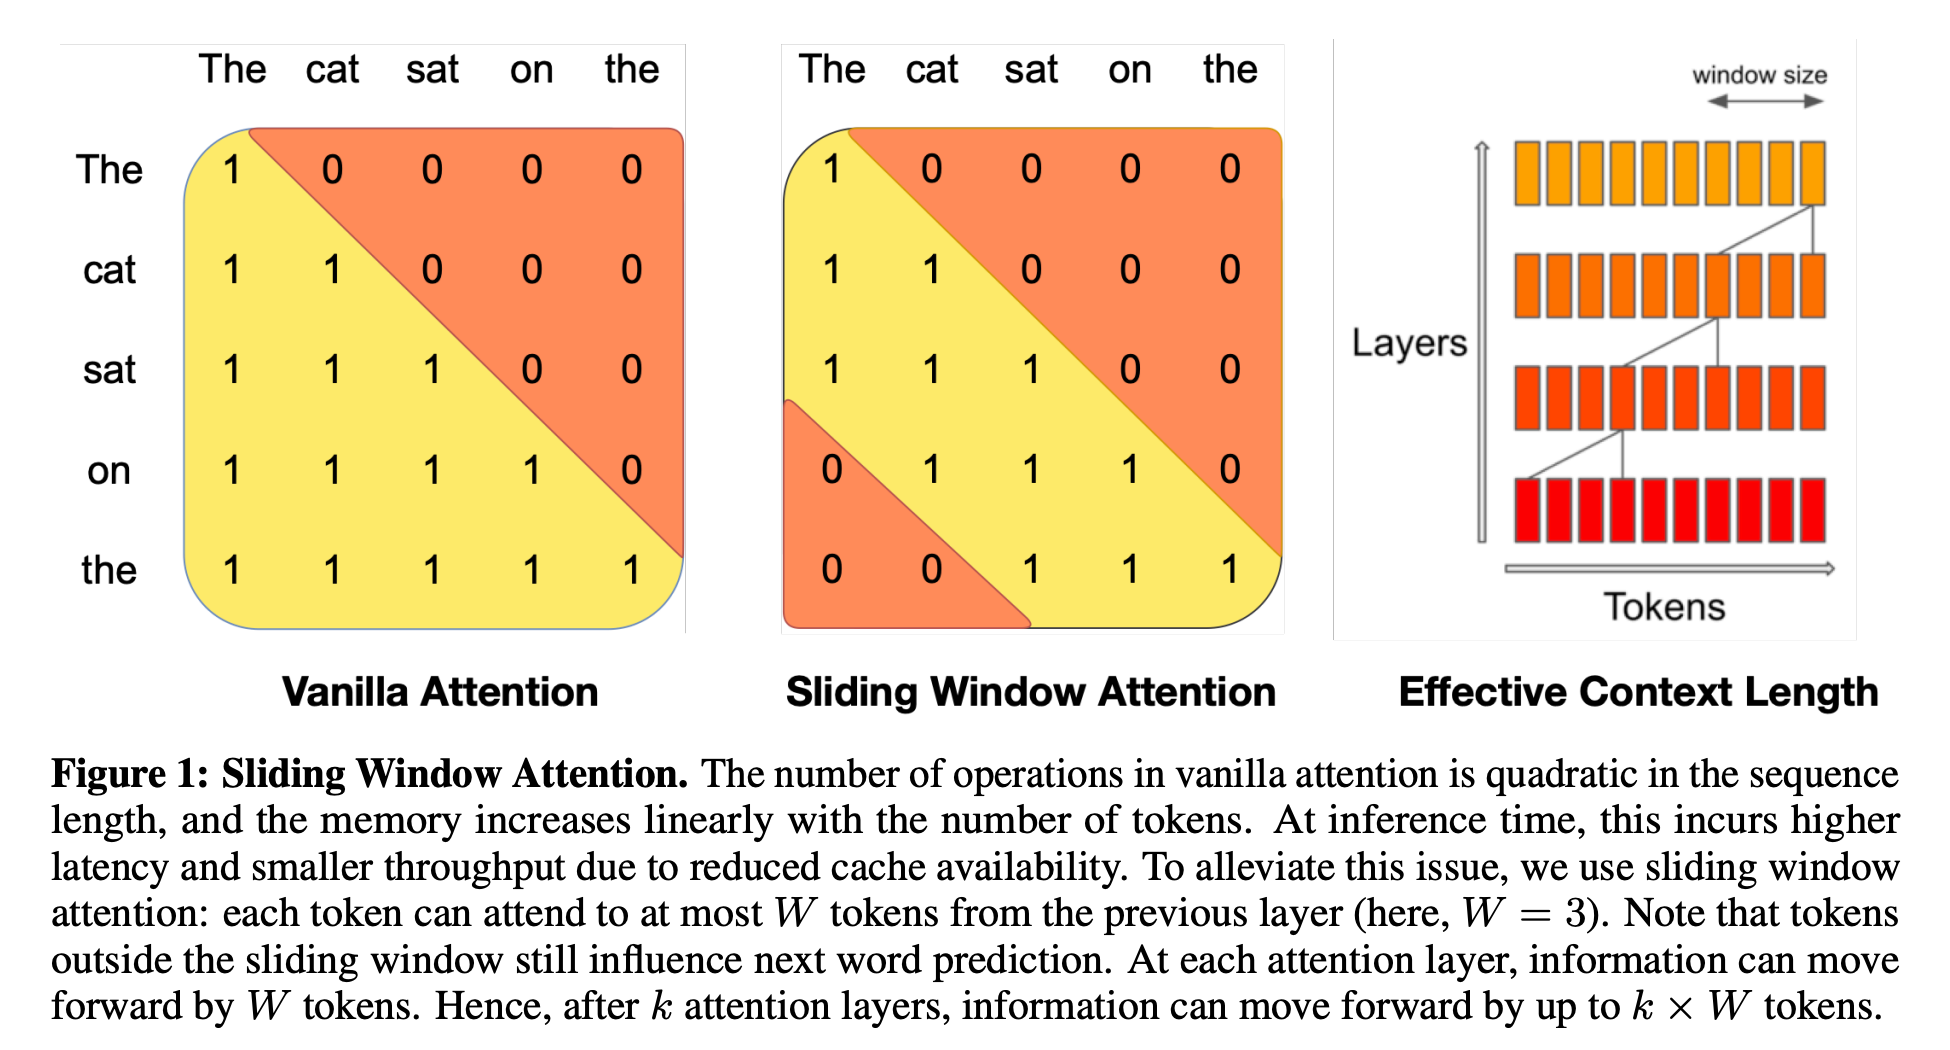 The cat sat on the
The 1 0 0 0 0
cat 1 1 0 0 0
sat 1 1 1 0 0
on 1 1 1 1 0
the 1 1 1 1 1
Vanilla Attention
The cat sat on the
1 0 0 0 0
1 1 0 0 0
1 1 1 0 0
0 1 1 1 0
0 0 1 1 1
Sliding Window Attention
window size
Layers
Tokens
Effective Context Length
Figure 1: Sliding Window Attention. The number of operations in vanilla attention is quadratic in the sequence
length, and the memory increases linearly with the number of tokens. At inference time, this incurs higher
latency and smaller throughput due to reduced cache availability. To alleviate this issue, we use sliding window
attention: each token can attend to at most W tokens from the previous layer (here, W = 3). Note that tokens
outside the sliding window still influence next word prediction. At each attention layer, information can move
forward by W tokens. Hence, after k attention layers, information can move forward by up to k × W tokens.